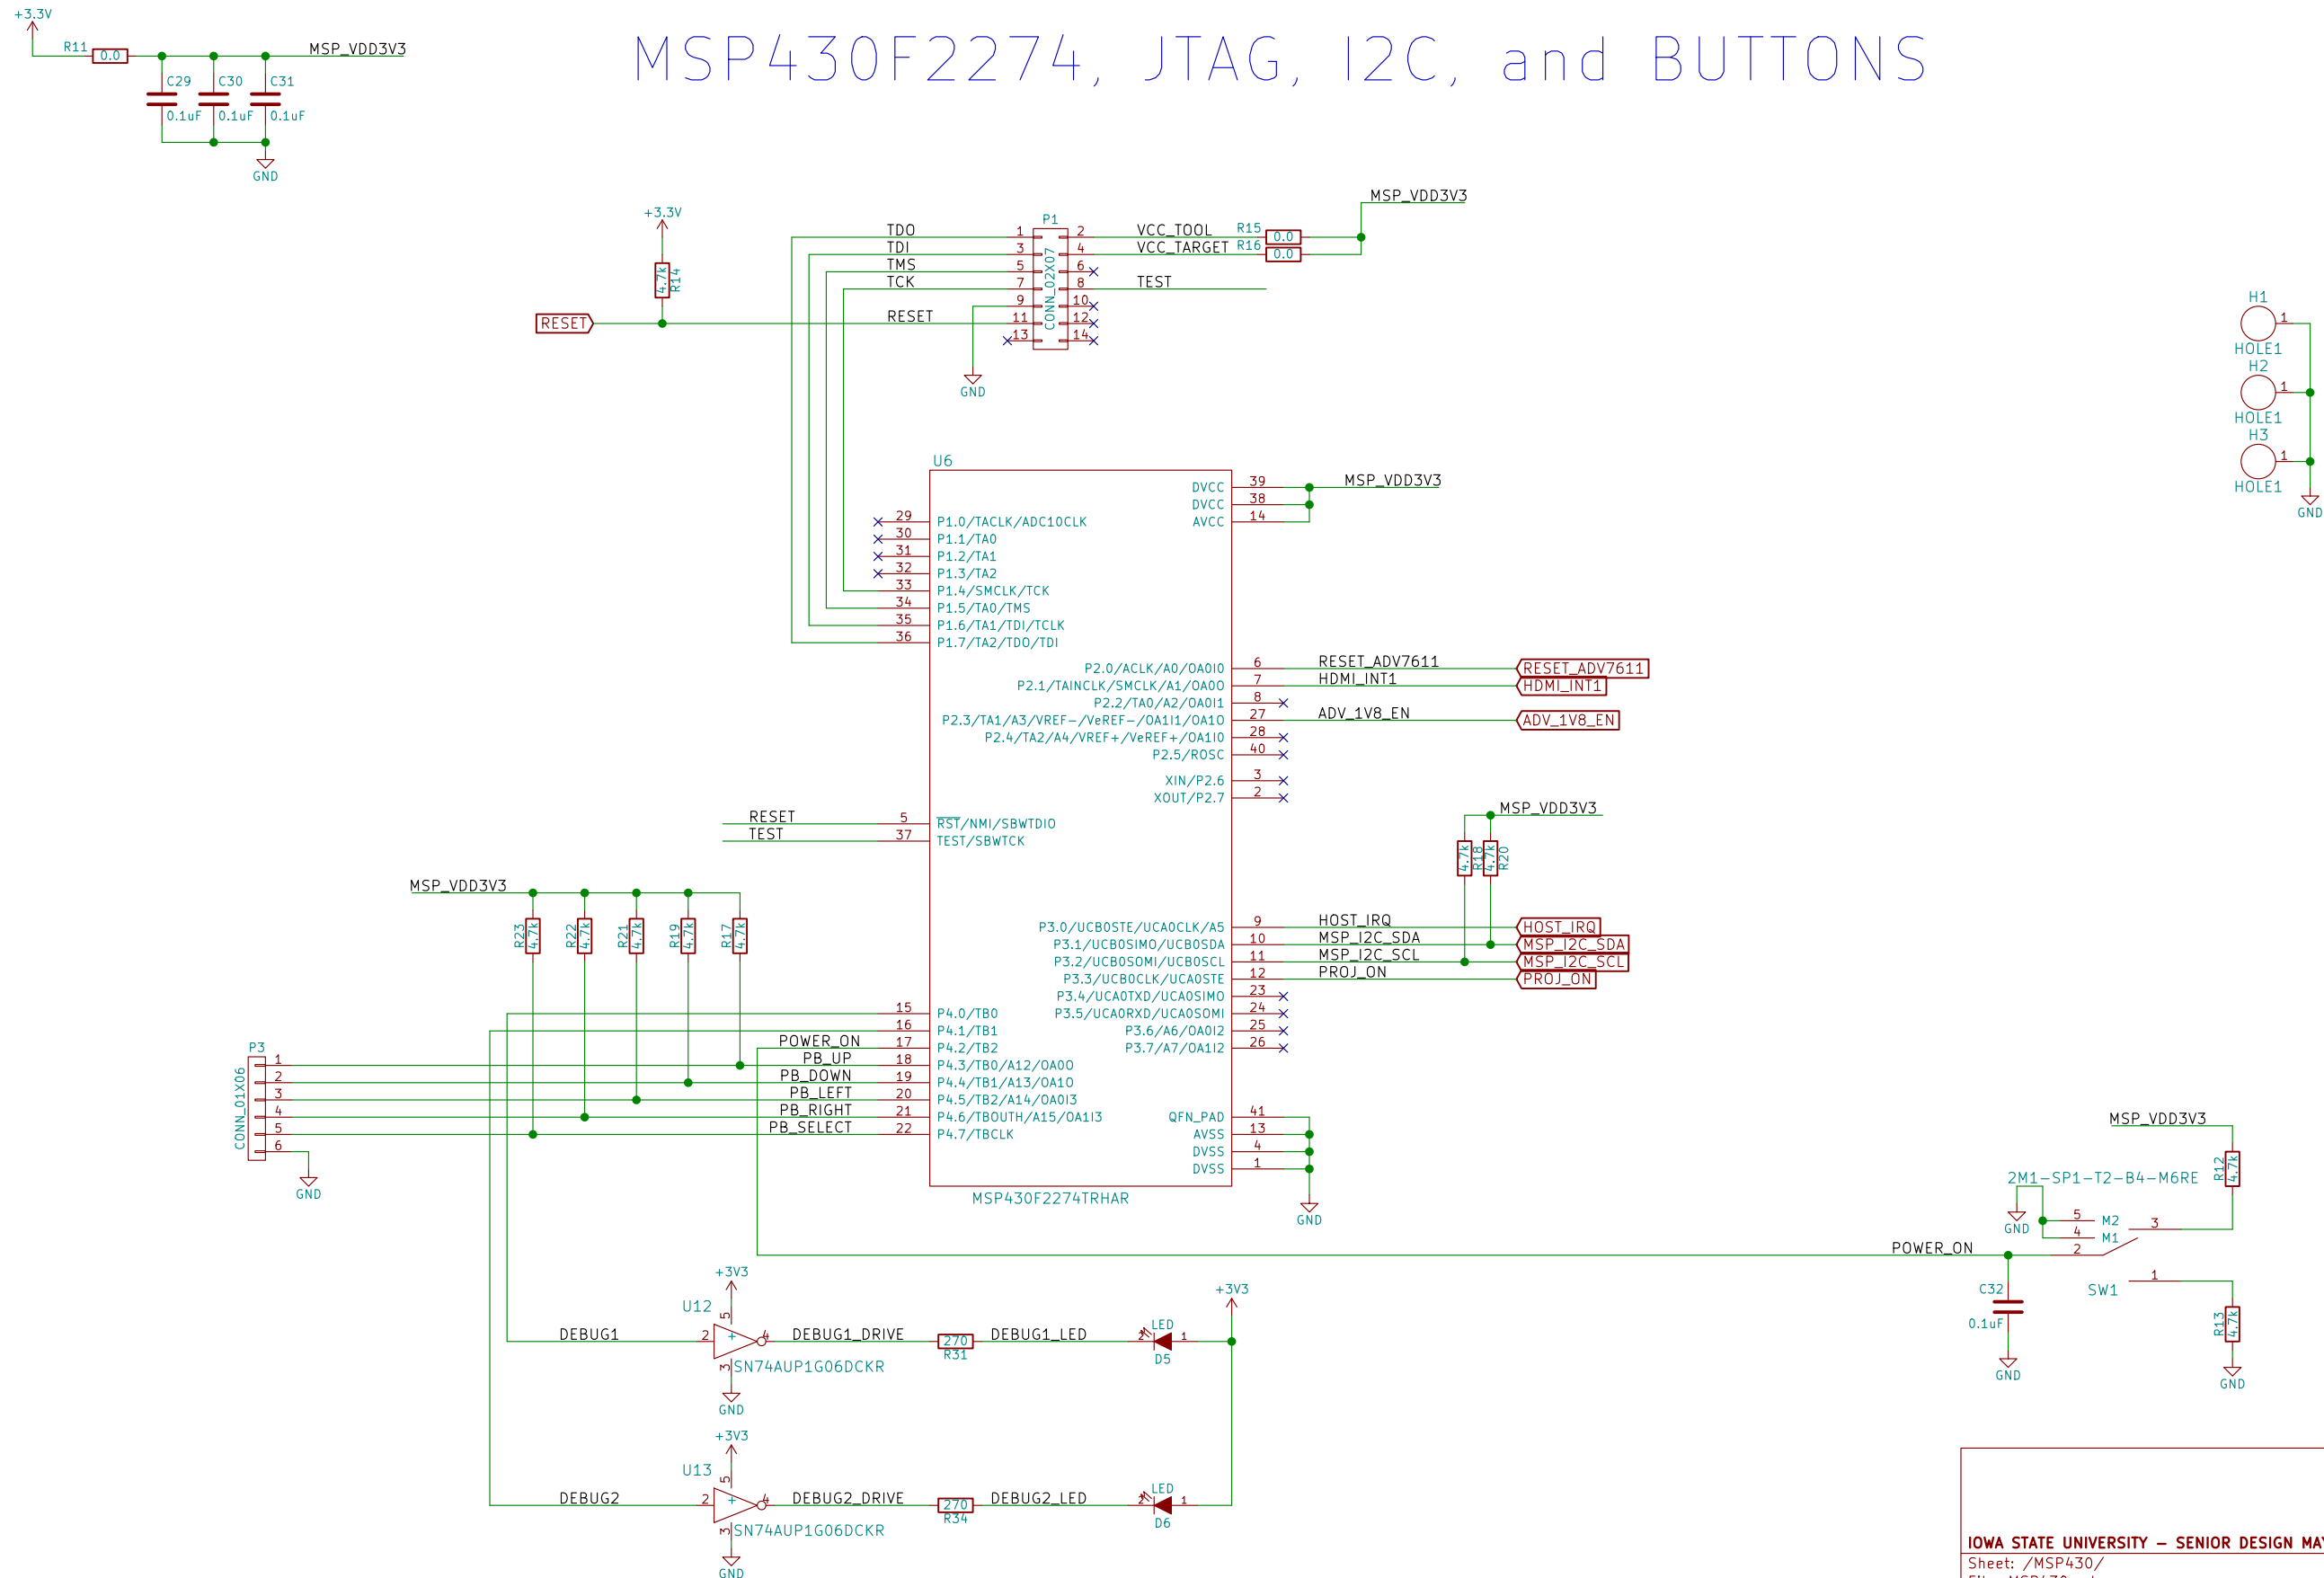 MSP430F2274, JTAG, I2C, and BUTTONS
+3.3V
R11
0.0
MSP_VDD3V3
C29
C30
C31
0.1uF
0.1uF
0.1uF
GND
+3.3V
4.7k
R14
RESET
TDO
TDI
TMS
TCK
RESET
GND
P1
CONN_02X07
1
3
5
7
9
11
13
2
4
6
8
10
12
14
VCC_TOOL
VCC_TARGET
TEST
R15
0.0
R16
0.0
MSP_VDD3V3
H1
1
HOLE1
H2
1
HOLE1
H3
1
HOLE1
GND
U6
29 P1.0/TACLK/ADC10CLK
30 P1.1/TA0
31 P1.2/TA1
32 P1.3/TA2
33 P1.4/SMCLK/TCK
34 P1.5/TA0/TMS
35 P1.6/TA1/TDI/TCLK
36 P1.7/TA2/TDO/TDI
RESET 5 RST/NMI/SBWTDIO
TEST 37 TEST/SBWTCK
15 P4.0/TB0
16 P4.1/TB1
POWER_ON 17 P4.2/TB2
PB_UP 18 P4.3/TB0/A12/OA0O
PB_DOWN 19 P4.4/TB1/A13/OA1O
PB_LEFT 20 P4.5/TB2/A14/OA0I3
PB_RIGHT 21 P4.6/TBOUTH/A15/OA1I3
PB_SELECT 22 P4.7/TBCLK
DVCC 39 MSP_VDD3V3
DVCC 38
AVCC 14
P2.0/ACLK/A0/OA0I0 6 RESET_ADV7611 RESET_ADV7611
P2.1/TAINCLK/SMCLK/A1/OA0O 7 HDMI_INT1 HDMI_INT1
P2.2/TA0/A2/OA0I1 8
P2.3/TA1/A3/VREF-/VeREF-/OA1I1/OA1O 27 ADV_1V8_EN ADV_1V8_EN
P2.4/TA2/A4/VREF+/VeREF+/OA1I0 28
P2.5/ROSC 40
XIN/P2.6 3
XOUT/P2.7 2
MSP_VDD3V3
4.7k
R18
4.7k
R20
P3.0/UCB0STE/UCA0CLK/A5 9 HOST_IRQ HOST_IRQ
P3.1/UCB0SIMO/UCB0SDA 10 MSP_I2C_SDA MSP_I2C_SDA
P3.2/UCB0SOMI/UCB0SCL 11 MSP_I2C_SCL MSP_I2C_SCL
P3.3/UCB0CLK/UCA0STE 12 PROJ_ON PROJ_ON
P3.4/UCA0TXD/UCA0SIMO 23
P3.5/UCA0RXD/UCA0SOMI 24
P3.6/A6/OA0I2 25
P3.7/A7/OA1I2 26
QFN_PAD 41
AVSS 13
DVSS 4
DVSS 1
GND
MSP430F2274TRHAR
MSP_VDD3V3
R23
4.7k
R22
4.7k
R21
4.7k
R19
4.7k
R17
4.7k
P3
CONN_01X06
1
2
3
4
5
6
GND
MSP_VDD3V3
R12
4.7k
2M1-SP1-T2-B4-M6RE
GND
5 M2
4 M1
2
3
1
SW1
POWER_ON
C32
0.1uF
GND
R13
4.7k
GND
+3V3
U12
DEBUG1
2
5
+
4
3
SN74AUP1G06DCKR
GND
DEBUG1_DRIVE
270
R31
DEBUG1_LED
LED
2
1
D5
+3V3
+3V3
U13
DEBUG2
2
5
+
4
3
SN74AUP1G06DCKR
GND
DEBUG2_DRIVE
270
R34
DEBUG2_LED
LED
2
1
D6
IOWA STATE UNIVERSITY - SENIOR DESIGN
Sheet: /MSP430/